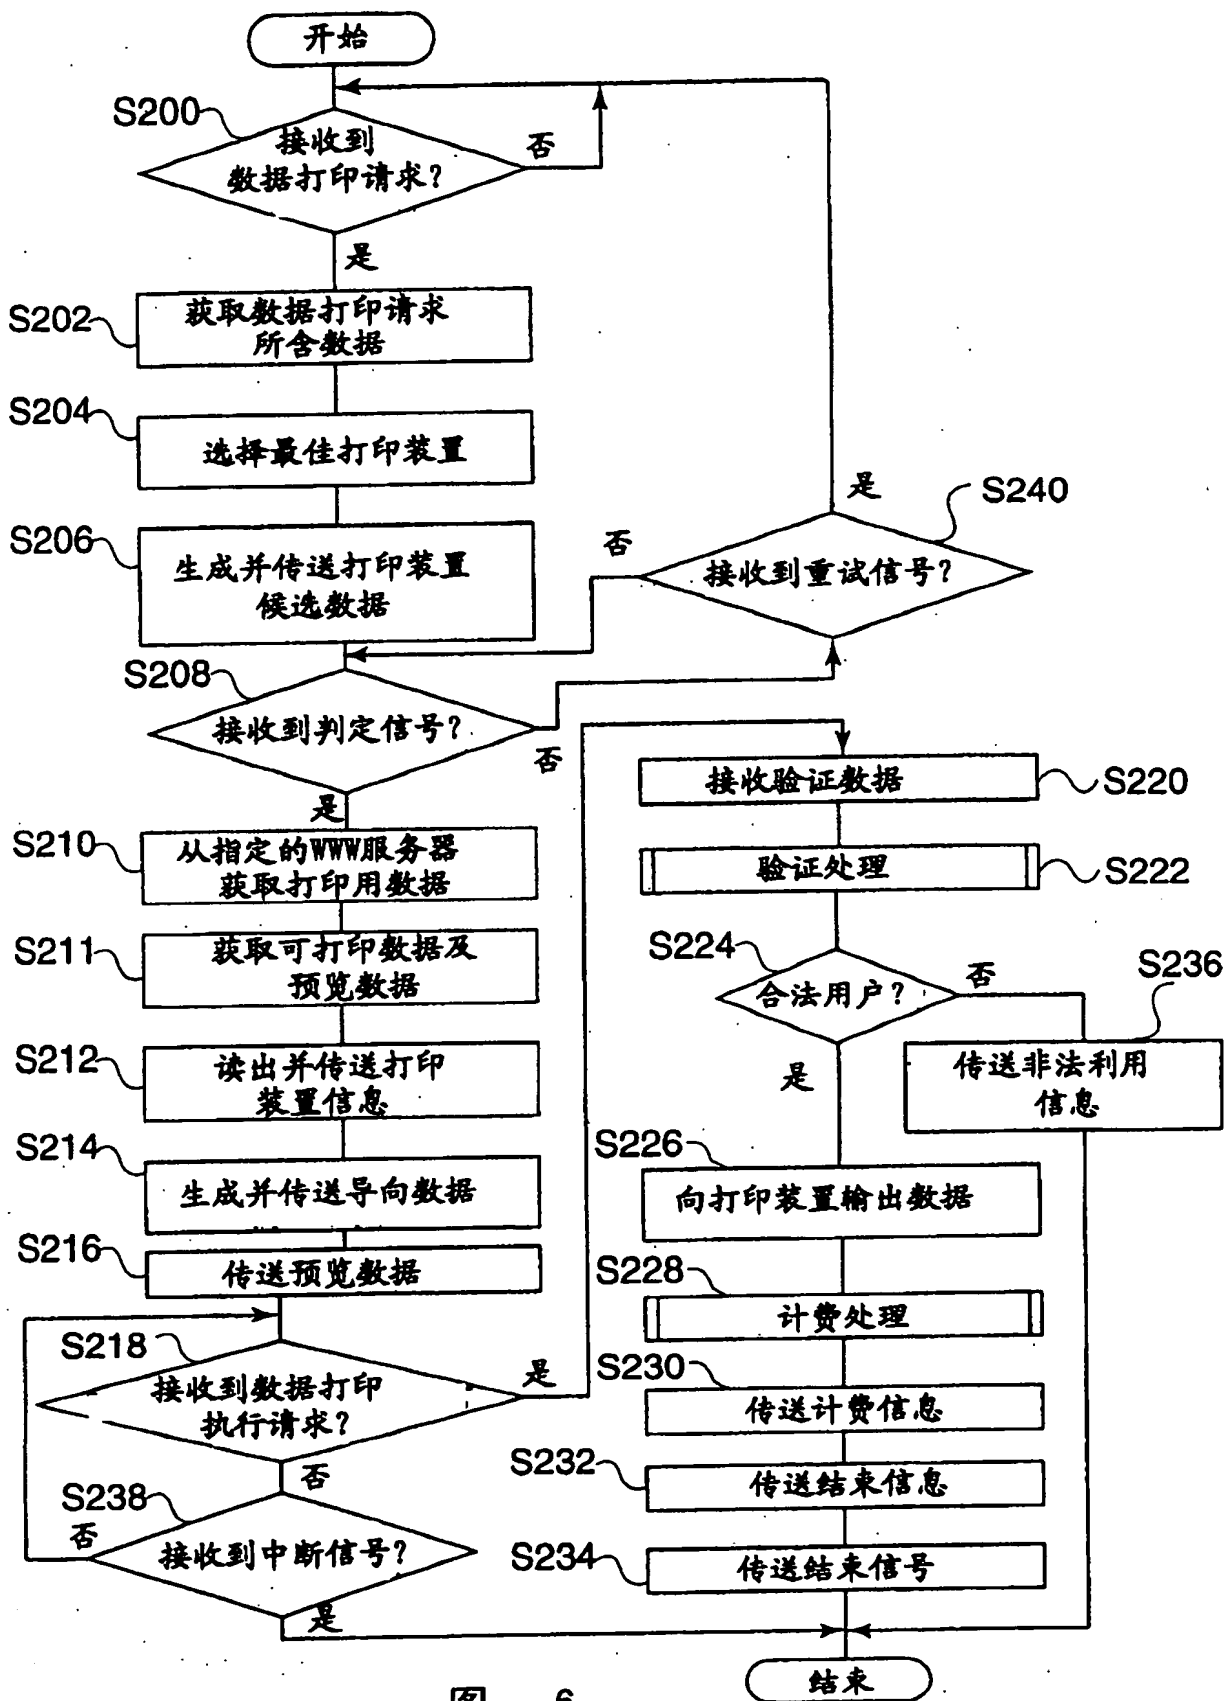 开始
S200
接收到
数据打印请求?
否
是
S202
获取数据打印请求
所含数据
S204
选择最佳打印装置
S206
生成并传送打印装置
候选数据
S240
是
否
接收到重试信号?
S208
接收到判定信号?
否
是
S210
从指定的WWW服务器
获取打印用数据
S211
获取可打印数据及
预览数据
S212
读出并传送打印
装置信息
S214
生成并传送导向数据
S216
传送预览数据
S218
接收到数据打印
执行请求?
是
否
S238
否
接收到中断信号?
是
接收验证数据
S220
验证处理
S222
S224
合法用户?
否
是
S236
传送非法利用
信息
S226
向打印装置输出数据
S228
计费处理
S230
传送计费信息
S232
传送结束信息
S234
传送结束信号
结束
图 6